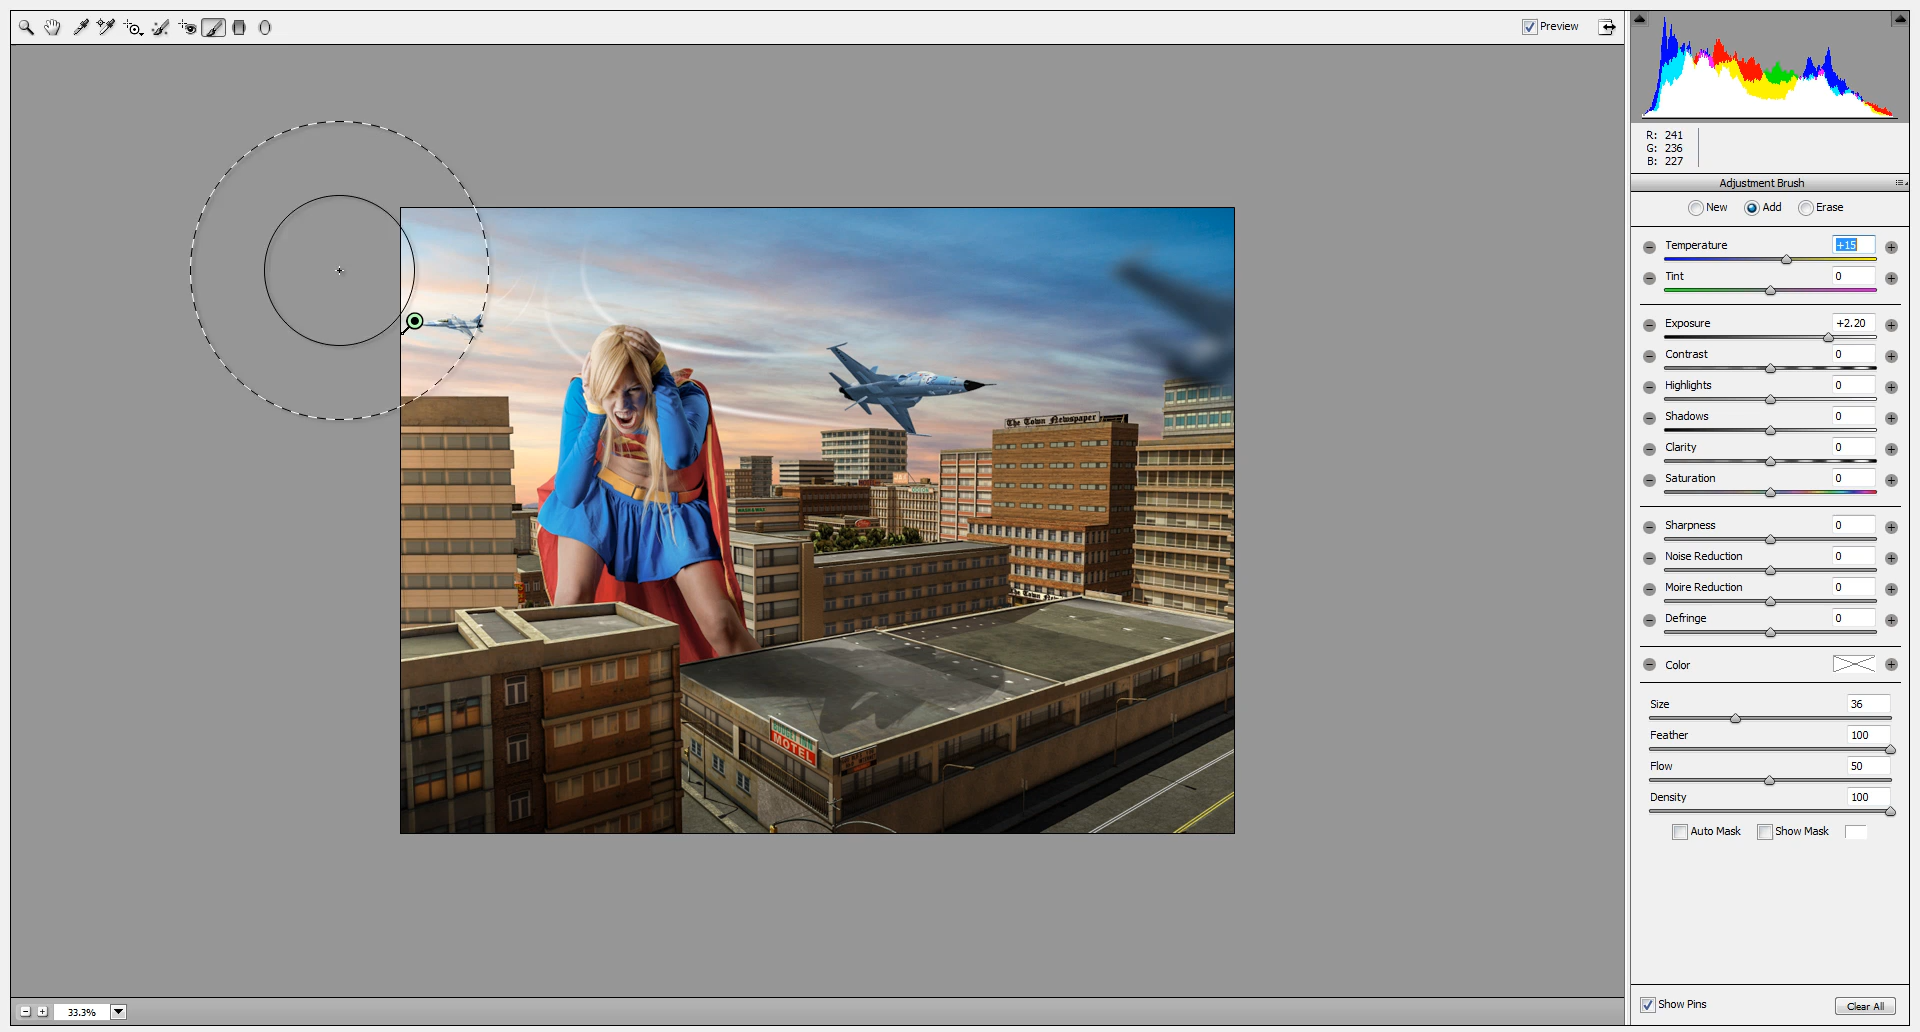 Preview
R: 241
G: 236
B: 227
Adjustment Brush
New Add Erase
Temperature +15
Tint 0
Exposure +2.20
Contrast 0
Highlights 0
Shadows 0
Clarity 0
Saturation 0
Sharpness 0
Noise Reduction 0
Moire Reduction 0
Defringe 0
Color
Size 36
Feather 100
Flow 50
Density 100
Auto Mask Show Mask
The Town Newspaper
MOTEL
33.3%
Show Pins Clear All